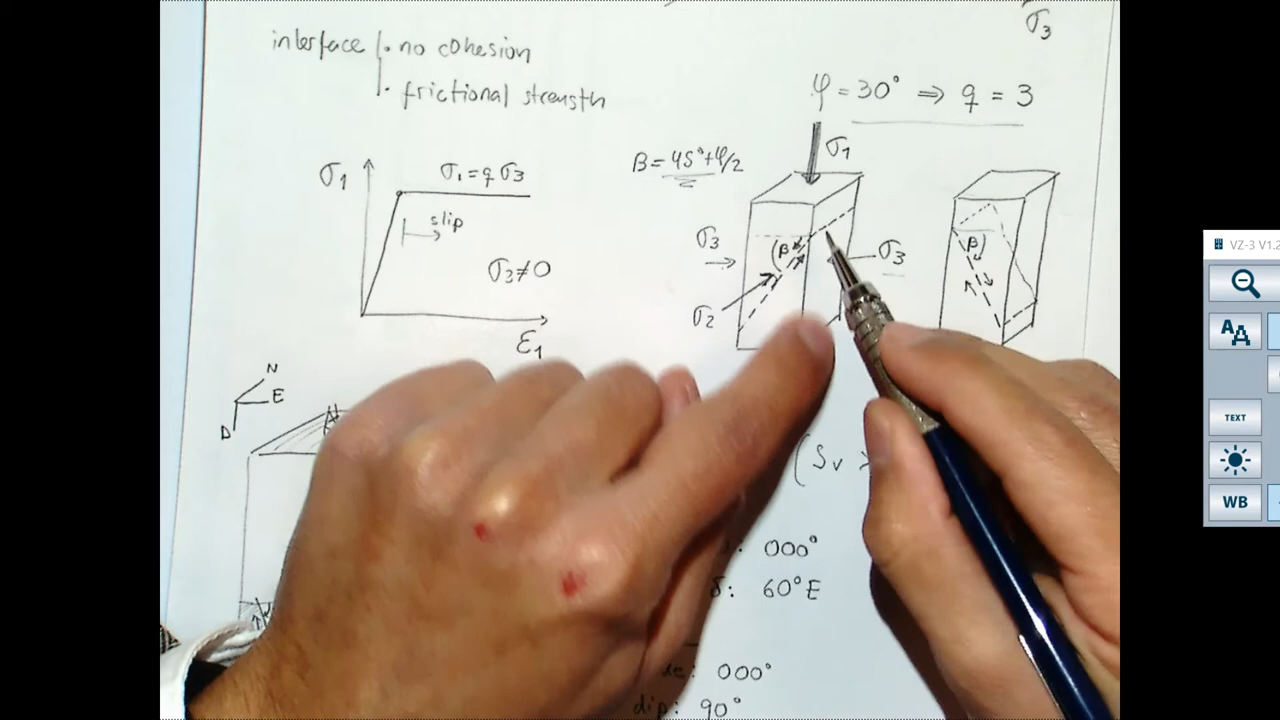 σ3
interface
· no cohesion
· frictional strength
φ = 30° ⇒ q = 3
σ1
σ1 = q σ3
slip
σ3 ≠ 0
ε1
β = 45° + φ/2
σ1
σ3
β
σ3
σ2
β
N
E
D
(Sv >
: 000°
δ: 60°E
: 000°
dip: 90°
VZ-3 V1.2
AA
TEXT
WB